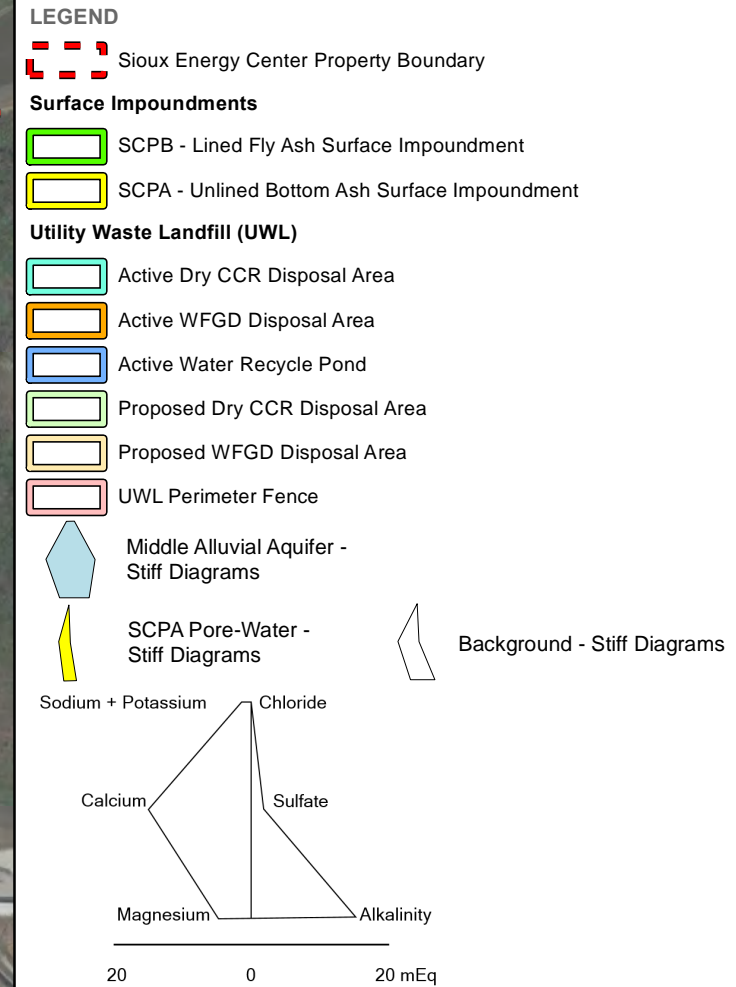 LEGEND
Sioux Energy Center Property Boundary
Surface Impoundments
SCPB - Lined Fly Ash Surface Impoundment
SCPA - Unlined Bottom Ash Surface Impoundment
Utility Waste Landfill (UWL)
Active Dry CCR Disposal Area
Active WFGD Disposal Area
Active Water Recycle Pond
Proposed Dry CCR Disposal Area
Proposed WFGD Disposal Area
UWL Perimeter Fence
Middle Alluvial Aquifer -
Stiff Diagrams
SCPA Pore-Water -
Stiff Diagrams
Background - Stiff Diagrams
Sodium + Potassium
Chloride
Calcium
Sulfate
Magnesium
Alkalinity
20 0 20 mEq